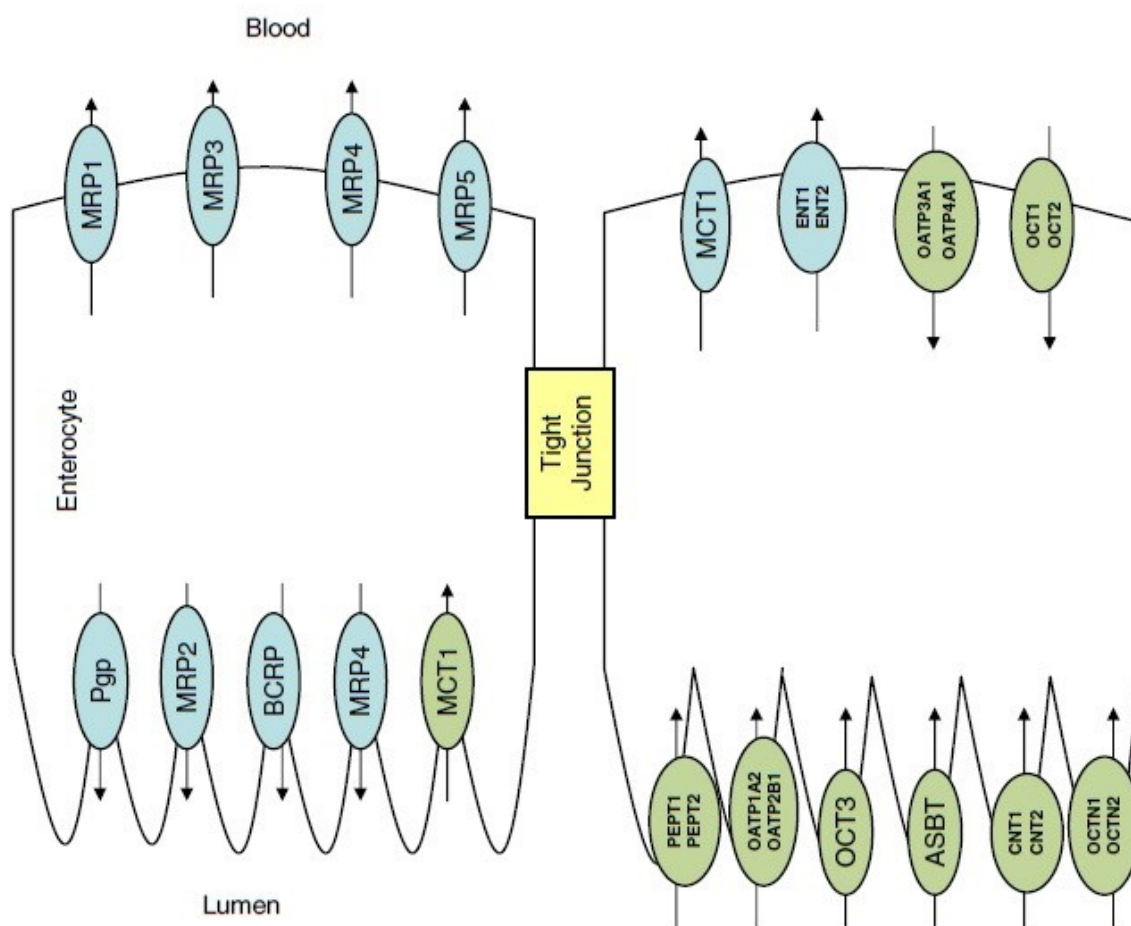 Blood
MRP1
MRP3
MRP4
MRP5
MCT1
ENT1
ENT2
OATP3A1
OATP4A1
OCT1
OCT2
Enterocyte
Tight
Junction
Pgp
MRP2
BCRP
MRP4
MCT1
PEPT1
PEPT2
OATP1A2
OATP2B1
OCT3
ASBT
CNT1
CNT2
OCTN1
OCTN2
Lumen